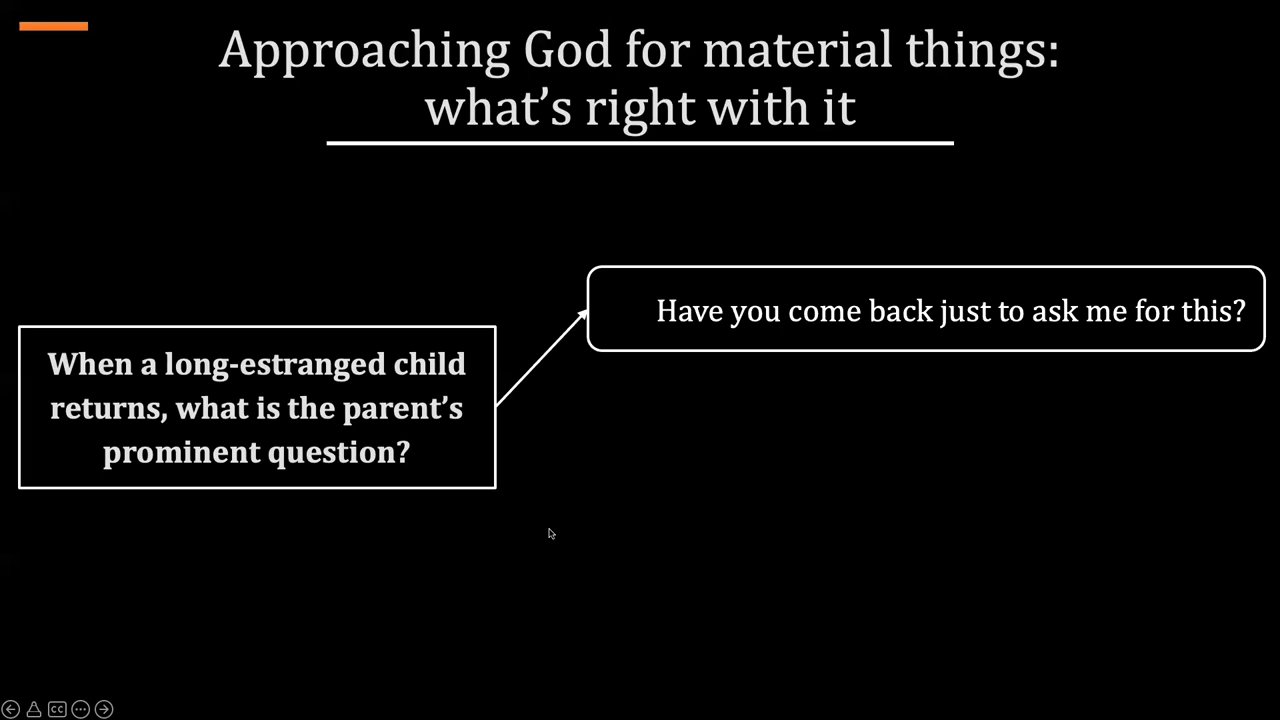 Approaching God for material things:
what's right with it
Have you come back just to ask me for this?
When a long-estranged child
returns, what is the parent's
prominent question?
CC